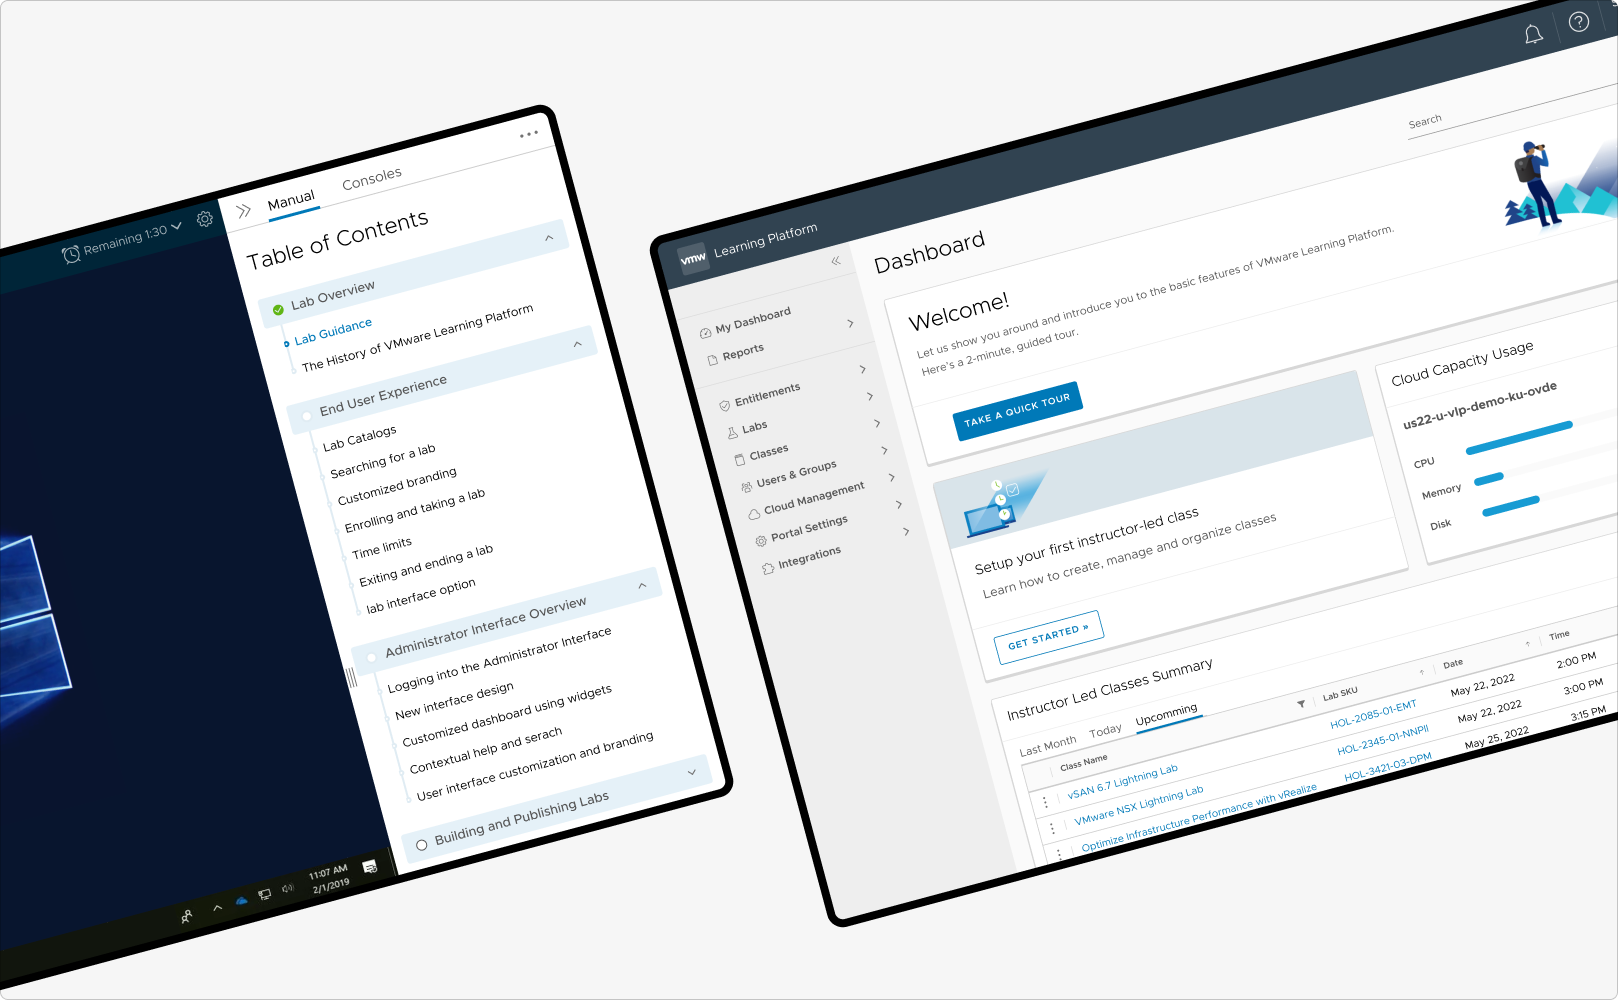 Remaining 1:30
Manual
Consoles
Table of Contents
Lab Overview
Lab Guidance
The History of VMware Learning Platform
End User Experience
Lab Catalogs
Searching for a lab
Customized branding
Enrolling and taking a lab
Time limits
Exiting and ending a lab
lab interface option
Administrator Interface Overview
Logging into the Administrator Interface
New interface design
Customized dashboard using widgets
Contextual help and serach
User interface customization and branding
Building and Publishing Labs
11:07 AM
2/1/2019
vmw Learning Platform
My Dashboard
Reports
Entitlements
Labs
Classes
Users & Groups
Cloud Management
Portal Settings
Integrations
Search
Dashboard
Welcome!
Let us show you around and introduce you to the basic features of VMware Learning Platform.
Here's a 2-minute, guided tour.
TAKE A QUICK TOUR
Setup your first instructor-led class
Learn how to create, manage and organize classes
GET STARTED »
Cloud Capacity Usage
us22-u-vlp-demo-ku-ovde
CPU
Memory
Disk
Instructor Led Classes Summary
Last Month Today Upcomming
Class Name Lab SKU Date Time
vSAN 6.7 Lightning Lab HOL-2085-01-EMT May 22, 2022 2:00 PM
VMware NSX Lightning Lab HOL-2345-01-NNPII May 22, 2022 3:00 PM
Optimize Infrastructure Performance with vRealize HOL-3421-03-DPM May 25, 2022 3:15 PM